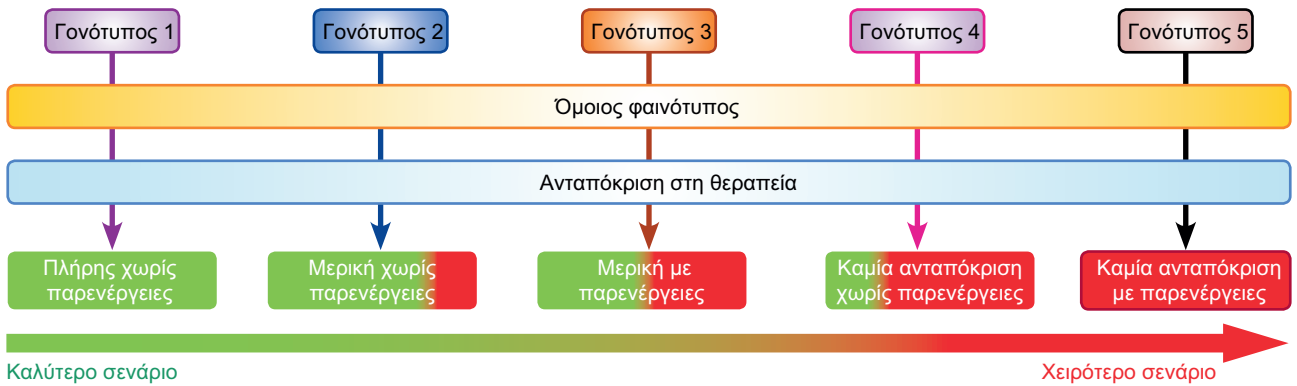 Γονότυπος 1
Γονότυπος 2
Γονότυπος 3
Γονότυπος 4
Γονότυπος 5
Όμοιος φαινότυπος
Ανταπόκριση στη θεραπεία
Πλήρης χωρίς
παρενέργειες
Μερική χωρίς
παρενέργειες
Μερική με
παρενέργειες
Καμία ανταπόκριση
χωρίς παρενέργειες
Καμία ανταπόκριση
με παρενέργειες
Καλύτερο σενάριο
Χειρότερο σενάριο